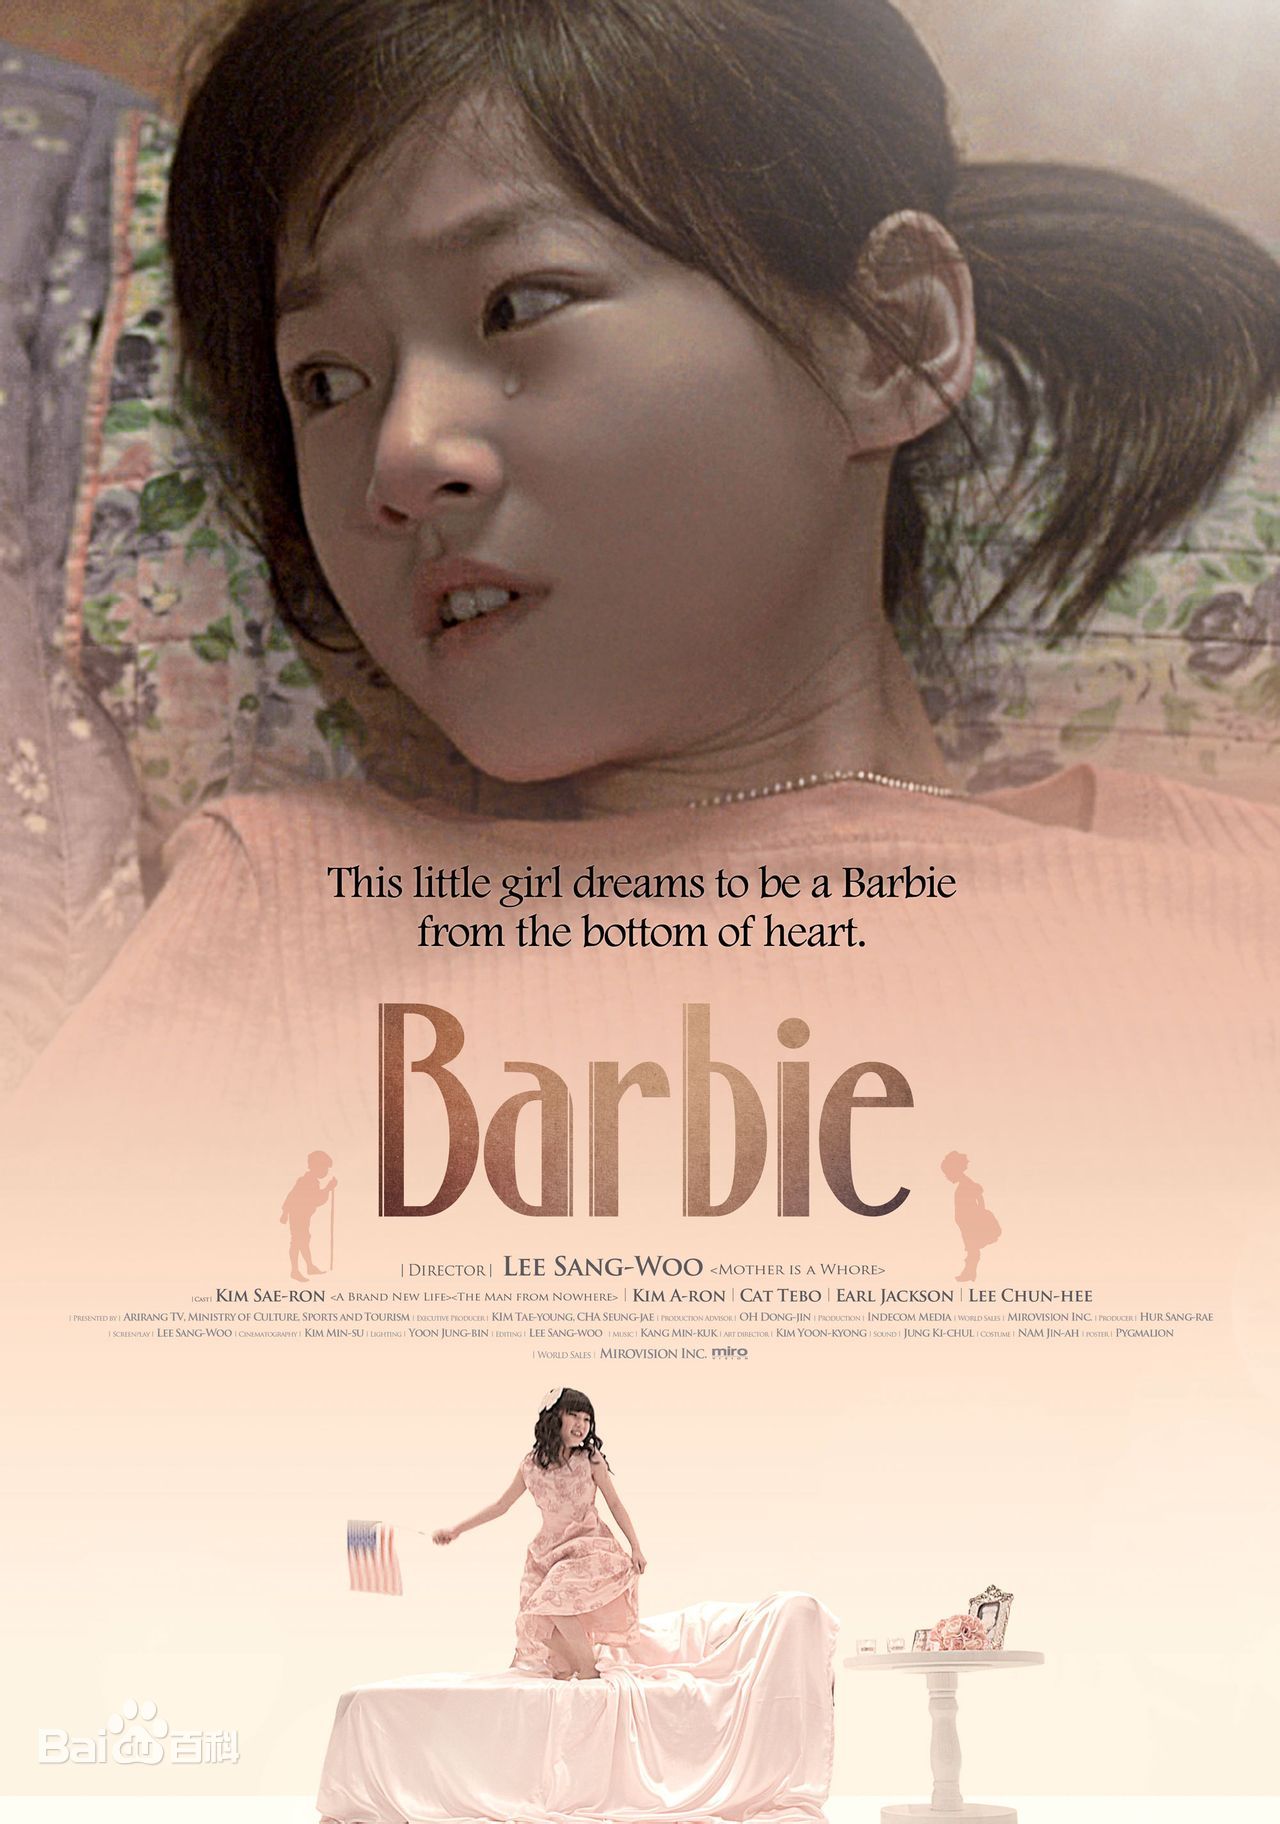 This little girl dreams to be a Barbie
from the bottom of heart.
Barbie
| DIRECTOR | LEE SANG-WOO <MOTHER IS A WHORE>
| CAST | KIM SAE-RON <A BRAND NEW LIFE><THE MAN FROM NOWHERE> | KIM A-RON | CAT TEBO | EARL JACKSON | LEE CHUN-HEE
| PRESENTED BY | ARIRANG TV, MINISTRY OF CULTURE, SPORTS AND TOURISM | EXECUTIVE PRODUCER | KIM TAE-YOUNG, CHA SEUNG-JAE | PRODUCTION ADVISOR | OH DONG-JIN | PRODUCTION | INDECOM MEDIA | WORLD SALES | MIROVISION INC. | PRODUCER | HUR SANG-RAE
| SCREENPLAY | LEE SANG-WOO | CINEMATOGRAPHY | KIM MIN-SU | LIGHTING | YOON JUNG-BIN | EDITING | LEE SANG-WOO | MUSIC | KANG MIN-KUK | ART DIRECTOR | KIM YOON-KYONG | SOUND | JUNG KI-CHUL | COSTUME | NAM JIN-AH | POSTER | PYGMALION
| WORLD SALES | MIROVISION INC. miro VISION
Bai du 百科